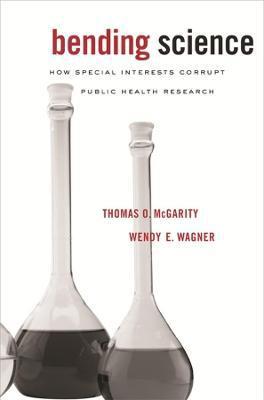 bending science
HOW SPECIAL INTERESTS CORRUPT
PUBLIC HEALTH RESEARCH
THOMAS O. McGARITY
WENDY E. WAGNER